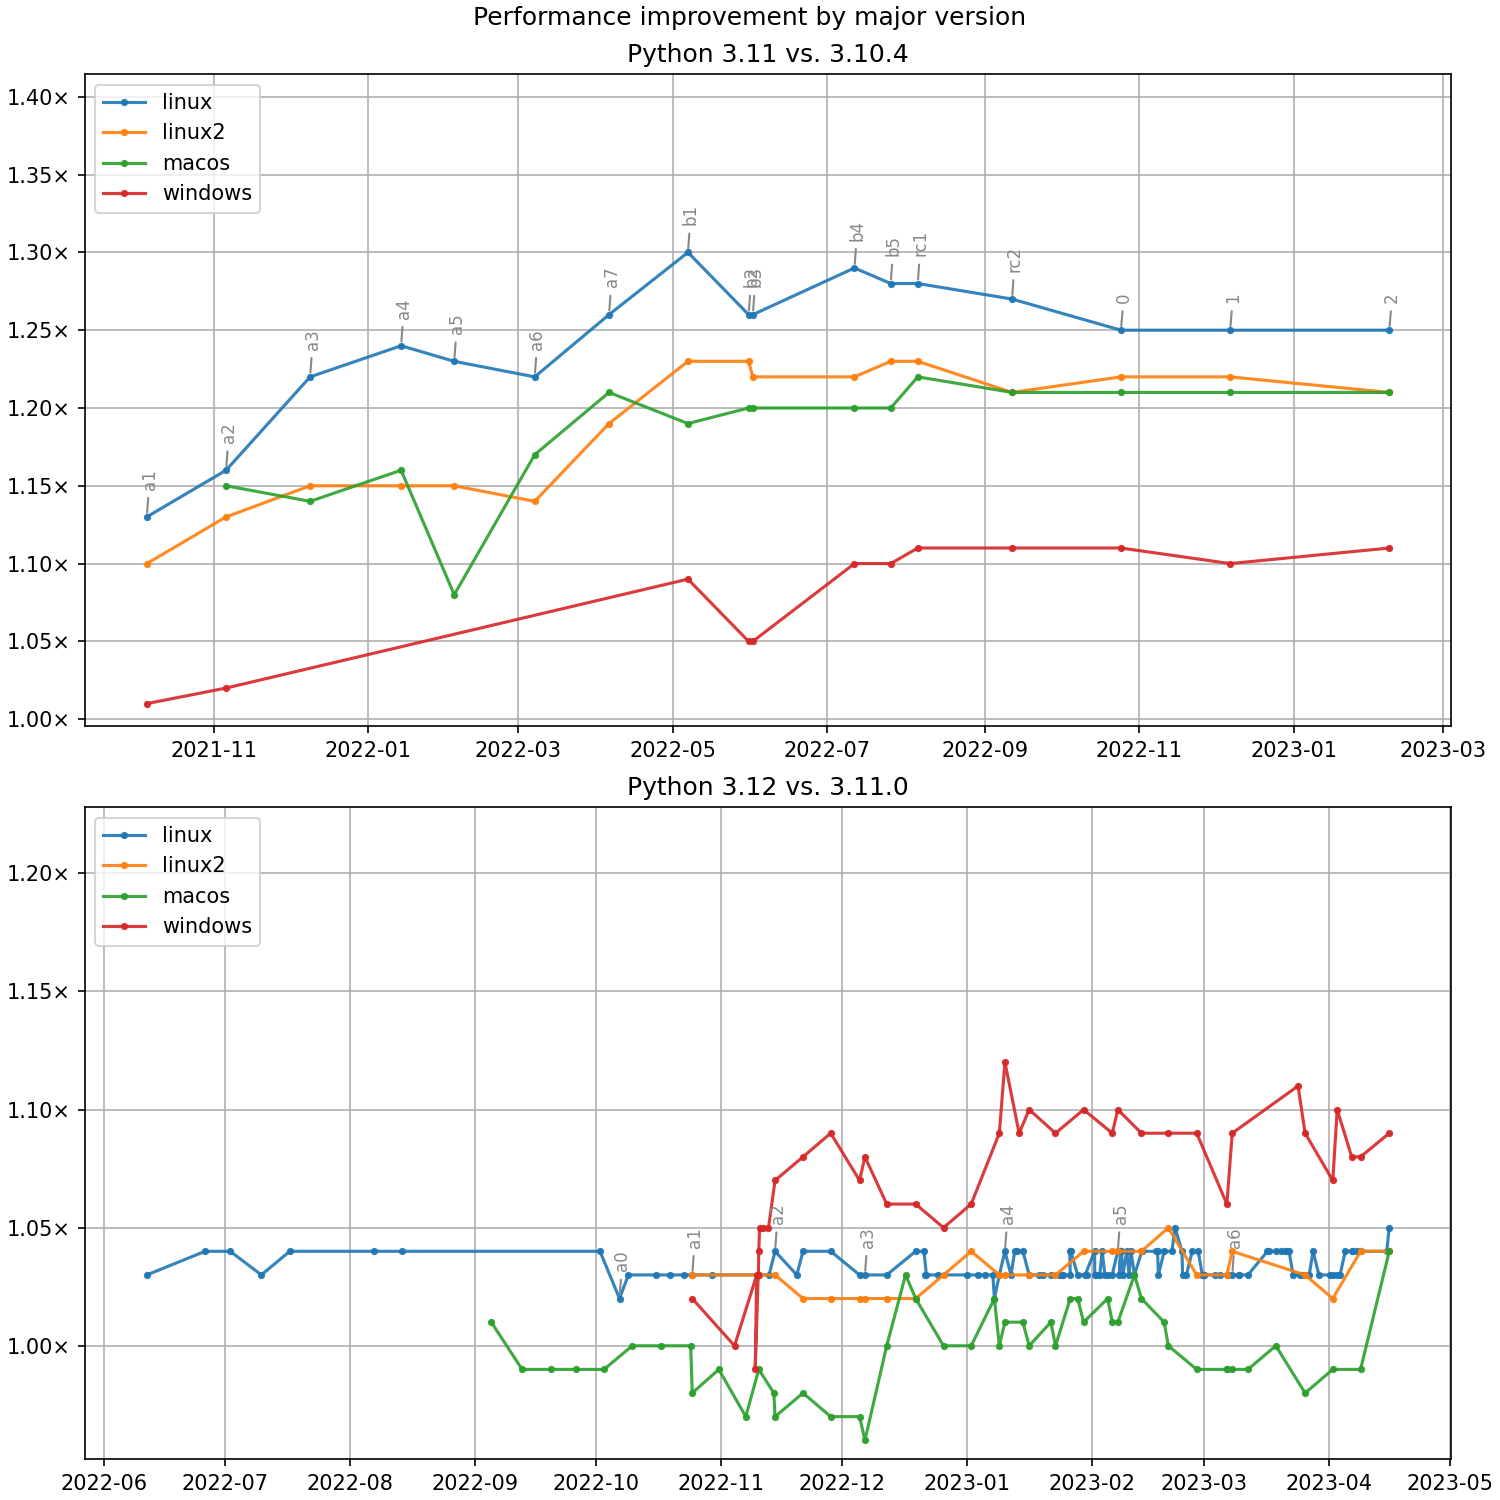 Performance improvement by major version
Python 3.11 vs. 3.10.4
1.40×
1.35×
1.30×
1.25×
1.20×
1.15×
1.10×
1.05×
1.00×
linux
linux2
macos
windows
a1
a2
a3
a4
a5
a6
a7
b1
b4
b5
rc1
rc2
0
1
2
2021-11
2022-01
2022-03
2022-05
2022-07
2022-09
2022-11
2023-01
2023-03
Python 3.12 vs. 3.11.0
1.20×
1.15×
1.10×
1.05×
1.00×
linux
linux2
macos
windows
a0
a1
a2
a3
a4
a5
a6
2022-06
2022-07
2022-08
2022-09
2022-10
2022-11
2022-12
2023-01
2023-02
2023-03
2023-04
2023-05